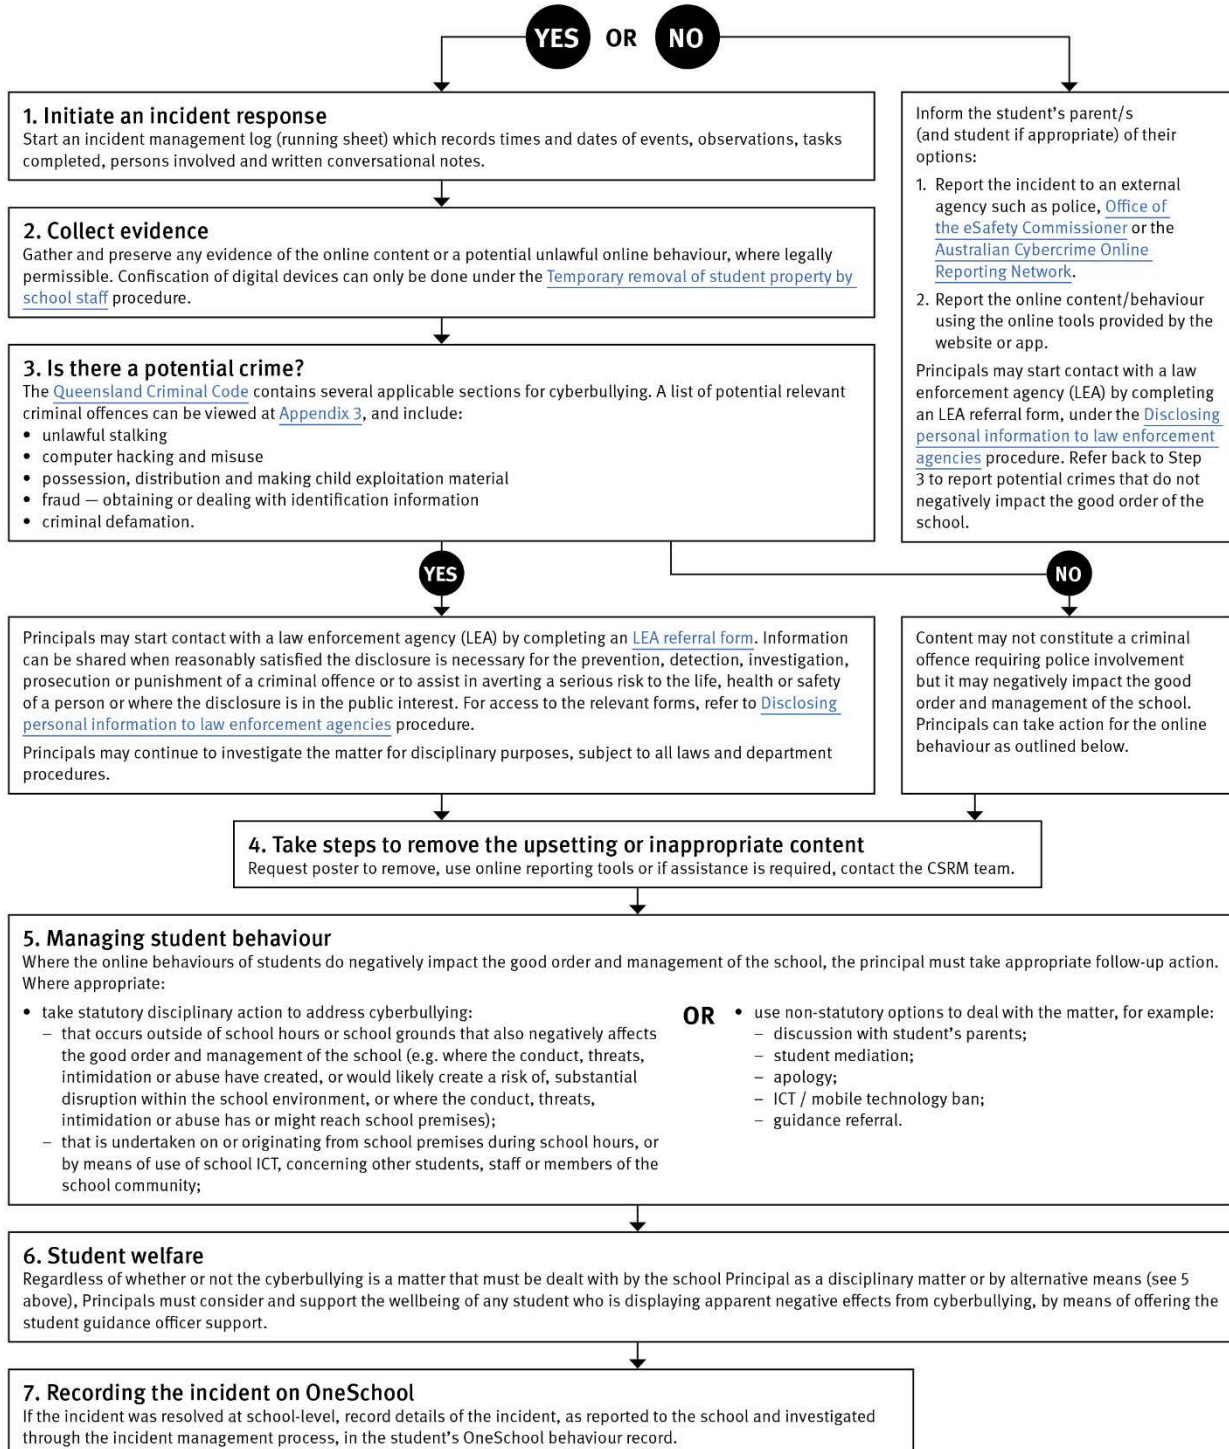 YES OR NO
1. Initiate an incident response
Start an incident management log (running sheet) which records times and dates of events, observations, tasks
completed, persons involved and written conversational notes.
2. Collect evidence
Gather and preserve any evidence of the online content or a potential unlawful online behaviour, where legally
permissible. Confiscation of digital devices can only be done under the Temporary removal of student property by
school staff procedure.
3. Is there a potential crime?
The Queensland Criminal Code contains several applicable sections for cyberbullying. A list of potential relevant
criminal offences can be viewed at Appendix 3, and include:
• unlawful stalking
• computer hacking and misuse
• possession, distribution and making child exploitation material
• fraud — obtaining or dealing with identification information
• criminal defamation.
Inform the student's parent/s
(and student if appropriate) of their
options:
1. Report the incident to an external
agency such as police, Office of
the eSafety Commissioner or the
Australian Cybercrime Online
Reporting Network.
2. Report the online content/behaviour
using the online tools provided by the
website or app.
Principals may start contact with a law
enforcement agency (LEA) by completing
an LEA referral form, under the Disclosing
personal information to law enforcement
agencies procedure. Refer back to Step
3 to report potential crimes that do not
negatively impact the good order of the
school.
YES
NO
Principals may start contact with a law enforcement agency (LEA) by completing an LEA referral form. Information
can be shared when reasonably satisfied the disclosure is necessary for the prevention, detection, investigation,
prosecution or punishment of a criminal offence or to assist in averting a serious risk to the life, health or safety
of a person or where the disclosure is in the public interest. For access to the relevant forms, refer to Disclosing
personal information to law enforcement agencies procedure.
Principals may continue to investigate the matter for disciplinary purposes, subject to all laws and department
procedures.
Content may not constitute a criminal
offence requiring police involvement
but it may negatively impact the good
order and management of the school.
Principals can take action for the online
behaviour as outlined below.
4. Take steps to remove the upsetting or inappropriate content
Request poster to remove, use online reporting tools or if assistance is required, contact the CSRM team.
5. Managing student behaviour
Where the online behaviours of students do negatively impact the good order and management of the school, the principal must take appropriate follow-up action.
Where appropriate:
• take statutory disciplinary action to address cyberbullying:
– that occurs outside of school hours or school grounds that also negatively affects
the good order and management of the school (e.g. where the conduct, threats,
intimidation or abuse have created, or would likely create a risk of, substantial
disruption within the school environment, or where the conduct, threats,
intimidation or abuse has or might reach school premises);
– that is undertaken on or originating from school premises during school hours, or
by means of use of school ICT, concerning other students, staff or members of the
school community;
OR
• use non-statutory options to deal with the matter, for example:
– discussion with student's parents;
– student mediation;
– apology;
– ICT / mobile technology ban;
– guidance referral.
6. Student welfare
Regardless of whether or not the cyberbullying is a matter that must be dealt with by the school Principal as a disciplinary matter or by alternative means (see 5
above), Principals must consider and support the wellbeing of any student who is displaying apparent negative effects from cyberbullying, by means of offering the
student guidance officer support.
7. Recording the incident on OneSchool
If the incident was resolved at school-level, record details of the incident, as reported to the school and investigated
through the incident management process, in the student's OneSchool behaviour record.